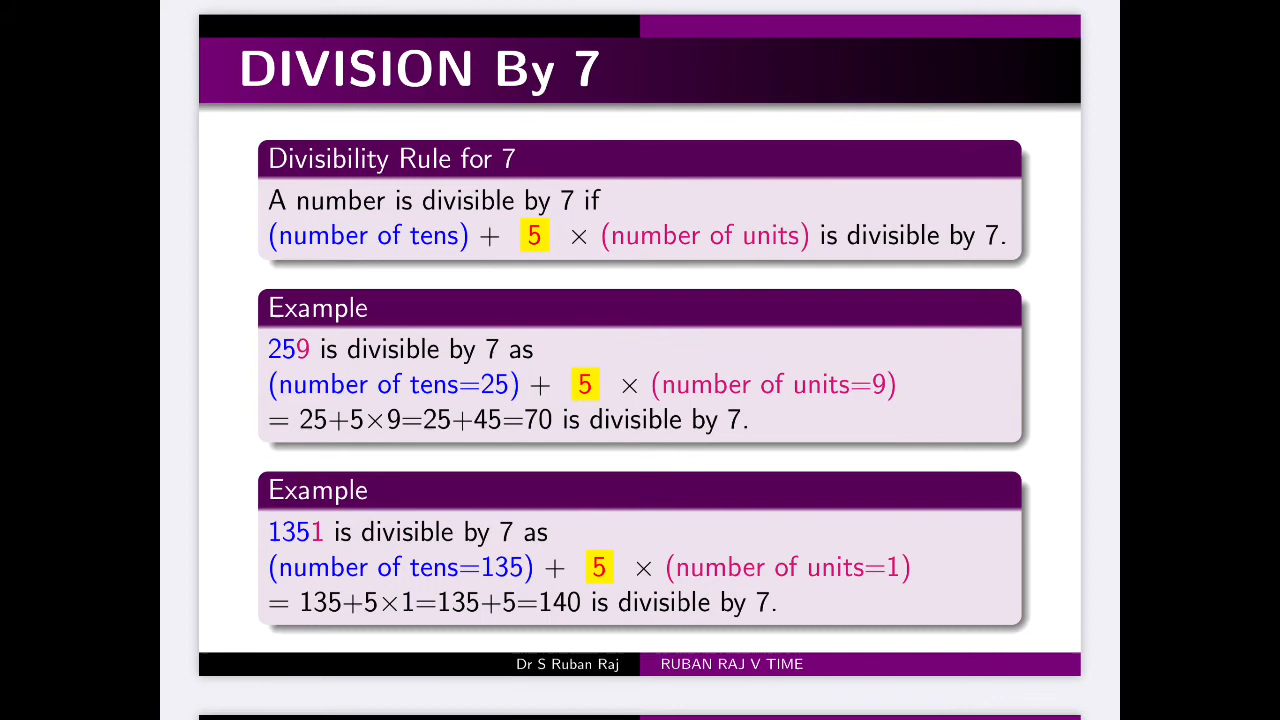 DIVISION By 7
Divisibility Rule for 7
A number is divisible by 7 if
(number of tens) + 5 × (number of units) is divisible by 7.
Example
259 is divisible by 7 as
(number of tens=25) + 5 × (number of units=9)
= 25+5×9=25+45=70 is divisible by 7.
Example
1351 is divisible by 7 as
(number of tens=135) + 5 × (number of units=1)
= 135+5×1=135+5=140 is divisible by 7.
Dr S Ruban Raj RUBAN RAJ V TIME